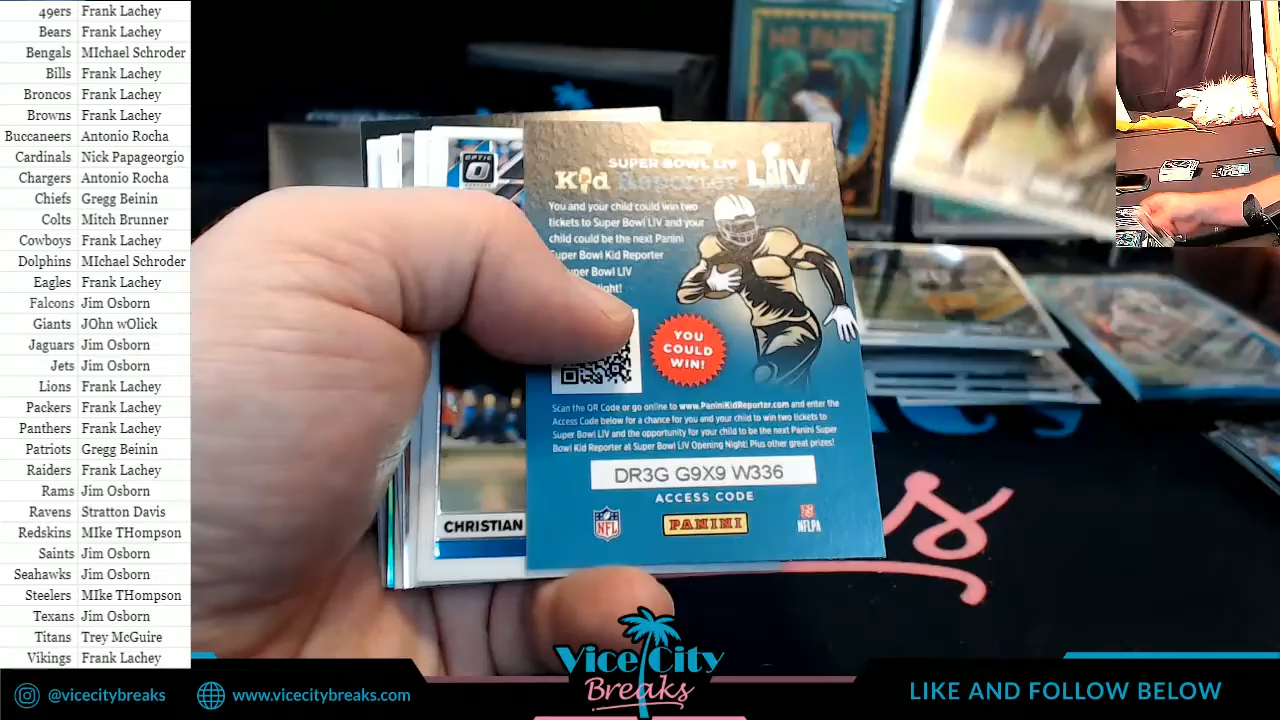 49ers Frank Lachey
Bears Frank Lachey
Bengals MIchael Schroder
Bills Frank Lachey
Broncos Frank Lachey
Browns Frank Lachey
Buccaneers Antonio Rocha
Cardinals Nick Papageorgio
Chargers Antonio Rocha
Chiefs Gregg Beinin
Colts Mitch Brunner
Cowboys Frank Lachey
Dolphins MIchael Schroder
Eagles Frank Lachey
Falcons Jim Osborn
Giants JOhn wOlick
Jaguars Jim Osborn
Jets Jim Osborn
Lions Frank Lachey
Packers Frank Lachey
Panthers Frank Lachey
Patriots Gregg Beinin
Raiders Frank Lachey
Rams Jim Osborn
Ravens Stratton Davis
Redskins MIke THompson
Saints Jim Osborn
Seahawks Jim Osborn
Steelers MIke THompson
Texans Jim Osborn
Titans Trey McGuire
Vikings Frank Lachey
OPTIC
SUPER BOWL LIV
Kid Reporter LIV
You and your child could win two
tickets to Super Bowl LIV and your
child could be the next Panini
Super Bowl Kid Reporter
Super Bowl LIV
YOU
COULD
WIN!
Scan the QR Code or go online to www.PaniniKidReporter.com and enter the
Access Code below for a chance for you and your child to win two tickets to
Super Bowl LIV and the opportunity for your child to be the next Panini Super
Bowl Kid Reporter at Super Bowl LIV Opening Night! Plus other great prizes!
DR3G G9X9 W336
ACCESS CODE
NFL PANINI NFLPA
CHRISTIAN
Vice City
Breaks
@vicecitybreaks
www.vicecitybreaks.com
LIKE AND FOLLOW BELOW